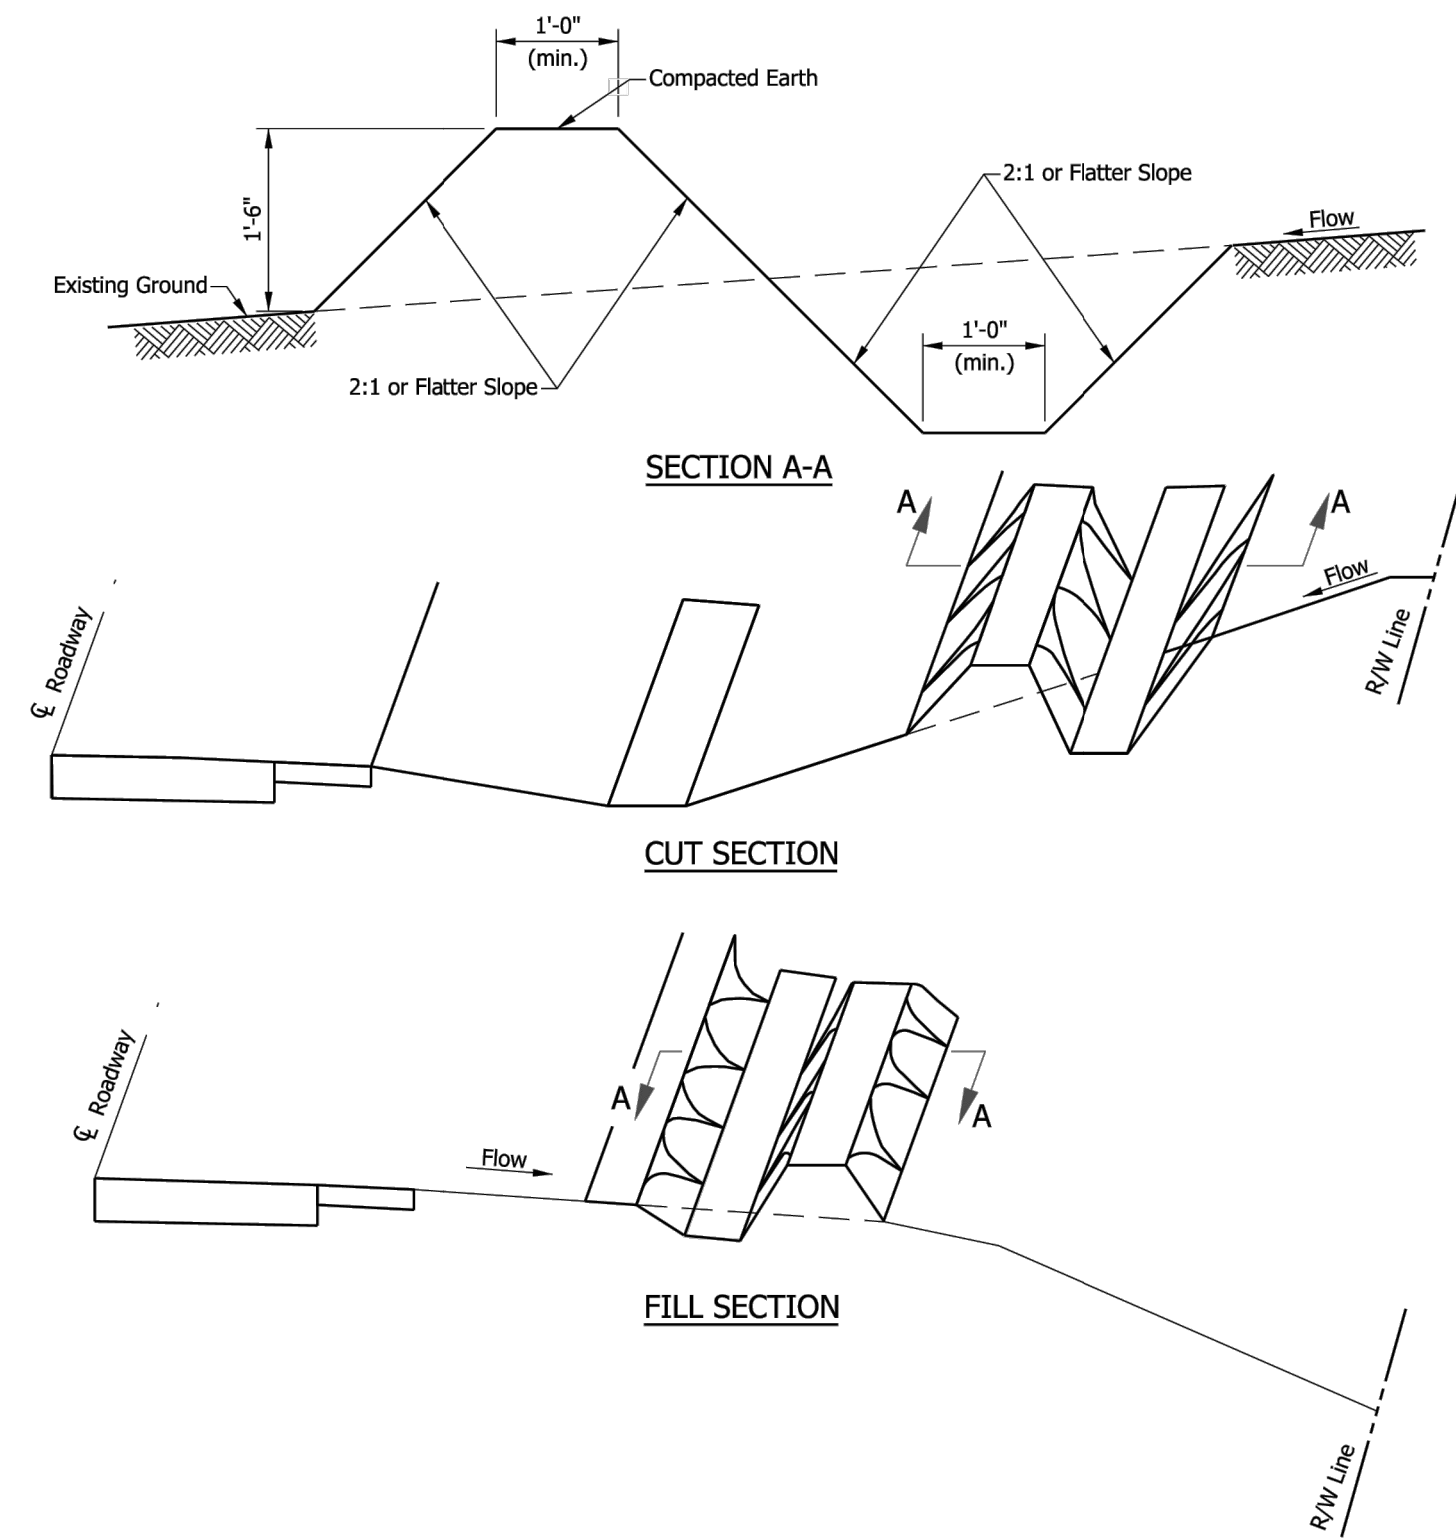 1'-0"
(min.)
Compacted Earth
2:1 or Flatter Slope
1'-6"
Flow
Existing Ground
1'-0"
(min.)
2:1 or Flatter Slope
SECTION A-A
A
A
Flow
℄ Roadway
R/W Line
CUT SECTION
℄ Roadway
A
A
Flow
FILL SECTION
R/W Line